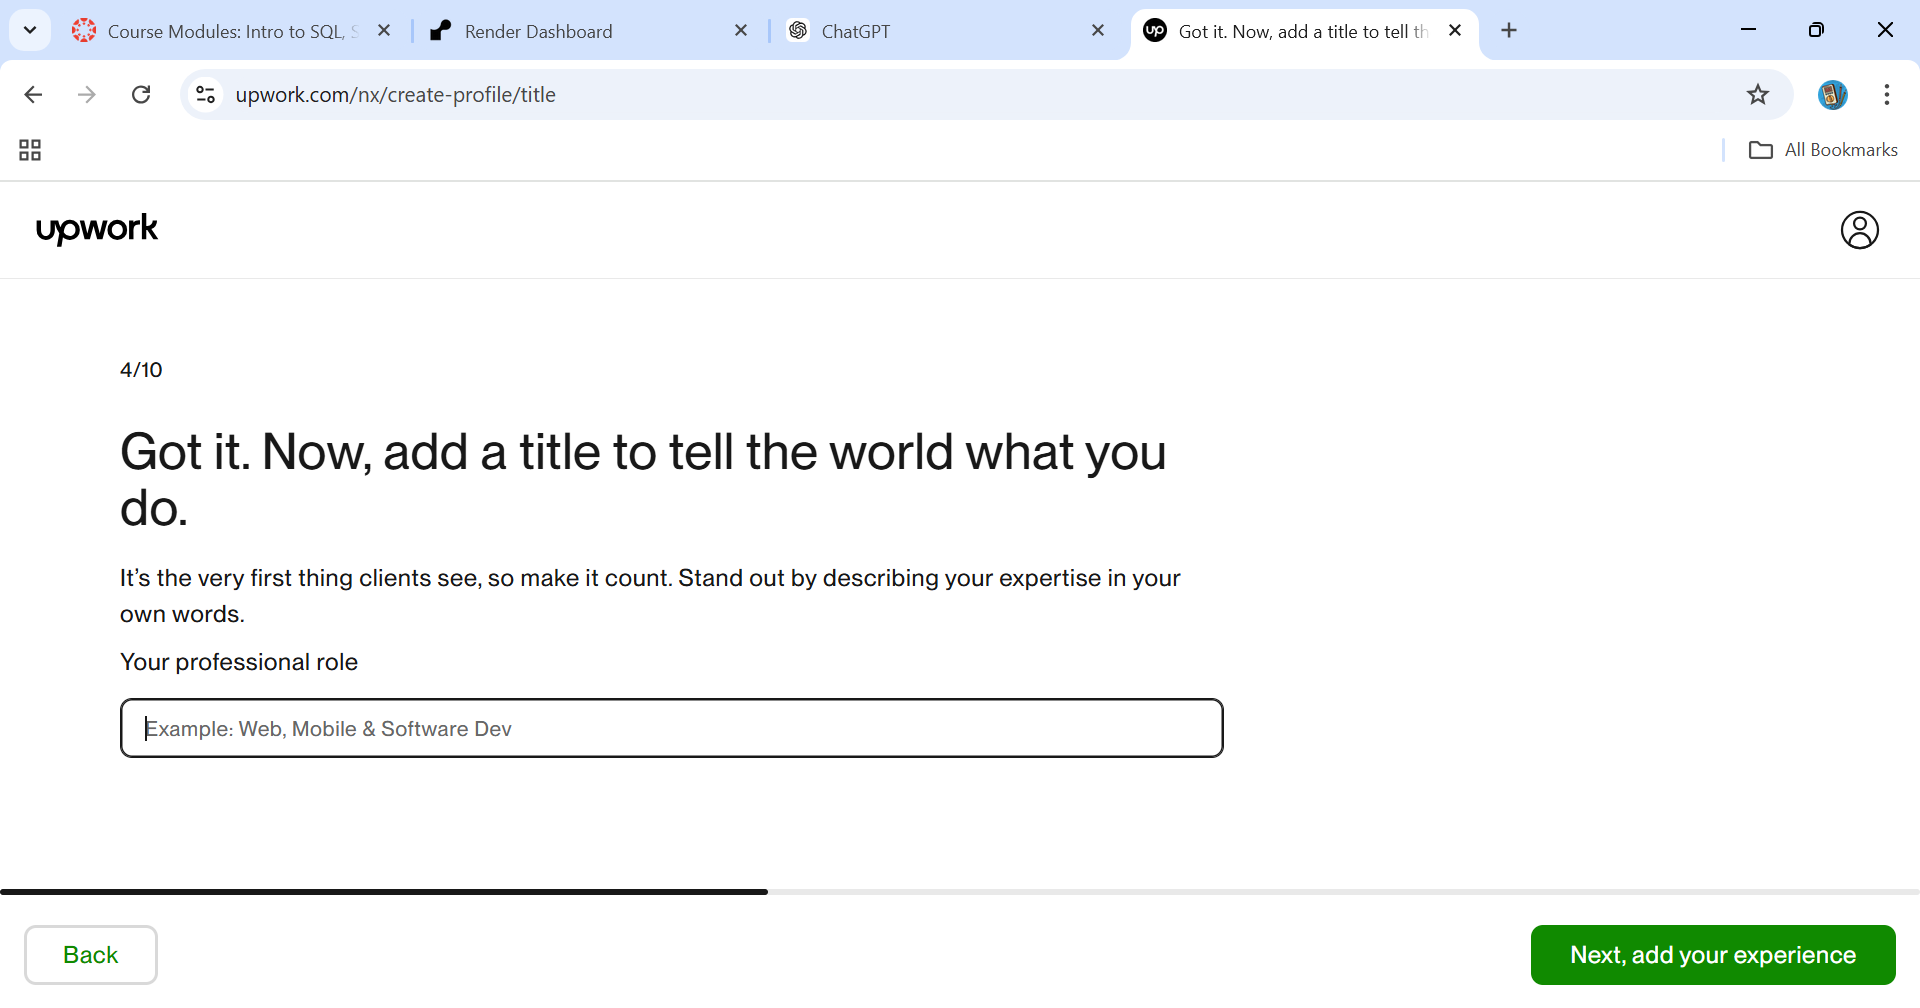 Course Modules: Intro to SQL,
Render Dashboard
ChatGPT
up
Got it. Now, add a title to tell th
upwork.com/nx/create-profile/title
All Bookmarks
upwork
4/10
Got it. Now, add a title to tell the world what you
do.
It’s the very first thing clients see, so make it count. Stand out by describing your expertise in your
own words.
Your professional role
Example: Web, Mobile & Software Dev
Back
Next, add your experience